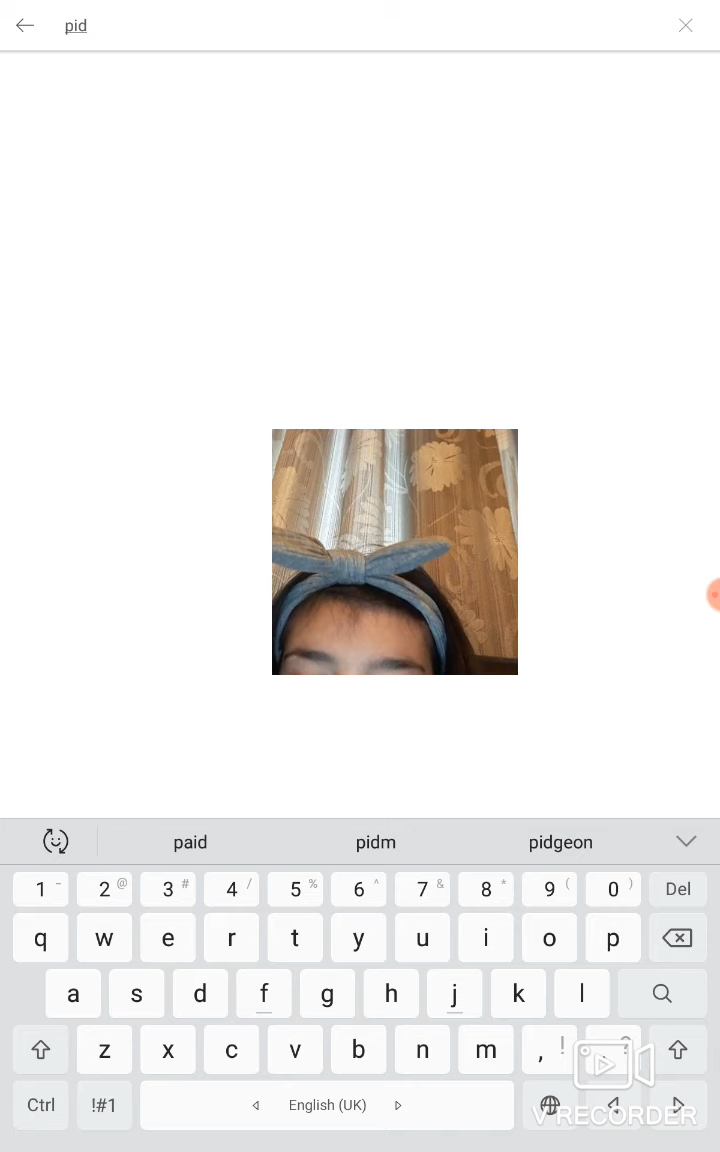 pid
paid pidm pidgeon
1 - 2 @ 3 # 4 / 5 % 6 ^ 7 & 8 * 9 ( 0 ) Del
q w e r t y u i o p
a s d f g h j k l
z x c v b n m , ! . ?
Ctrl !#1 English (UK)
V RECORDER